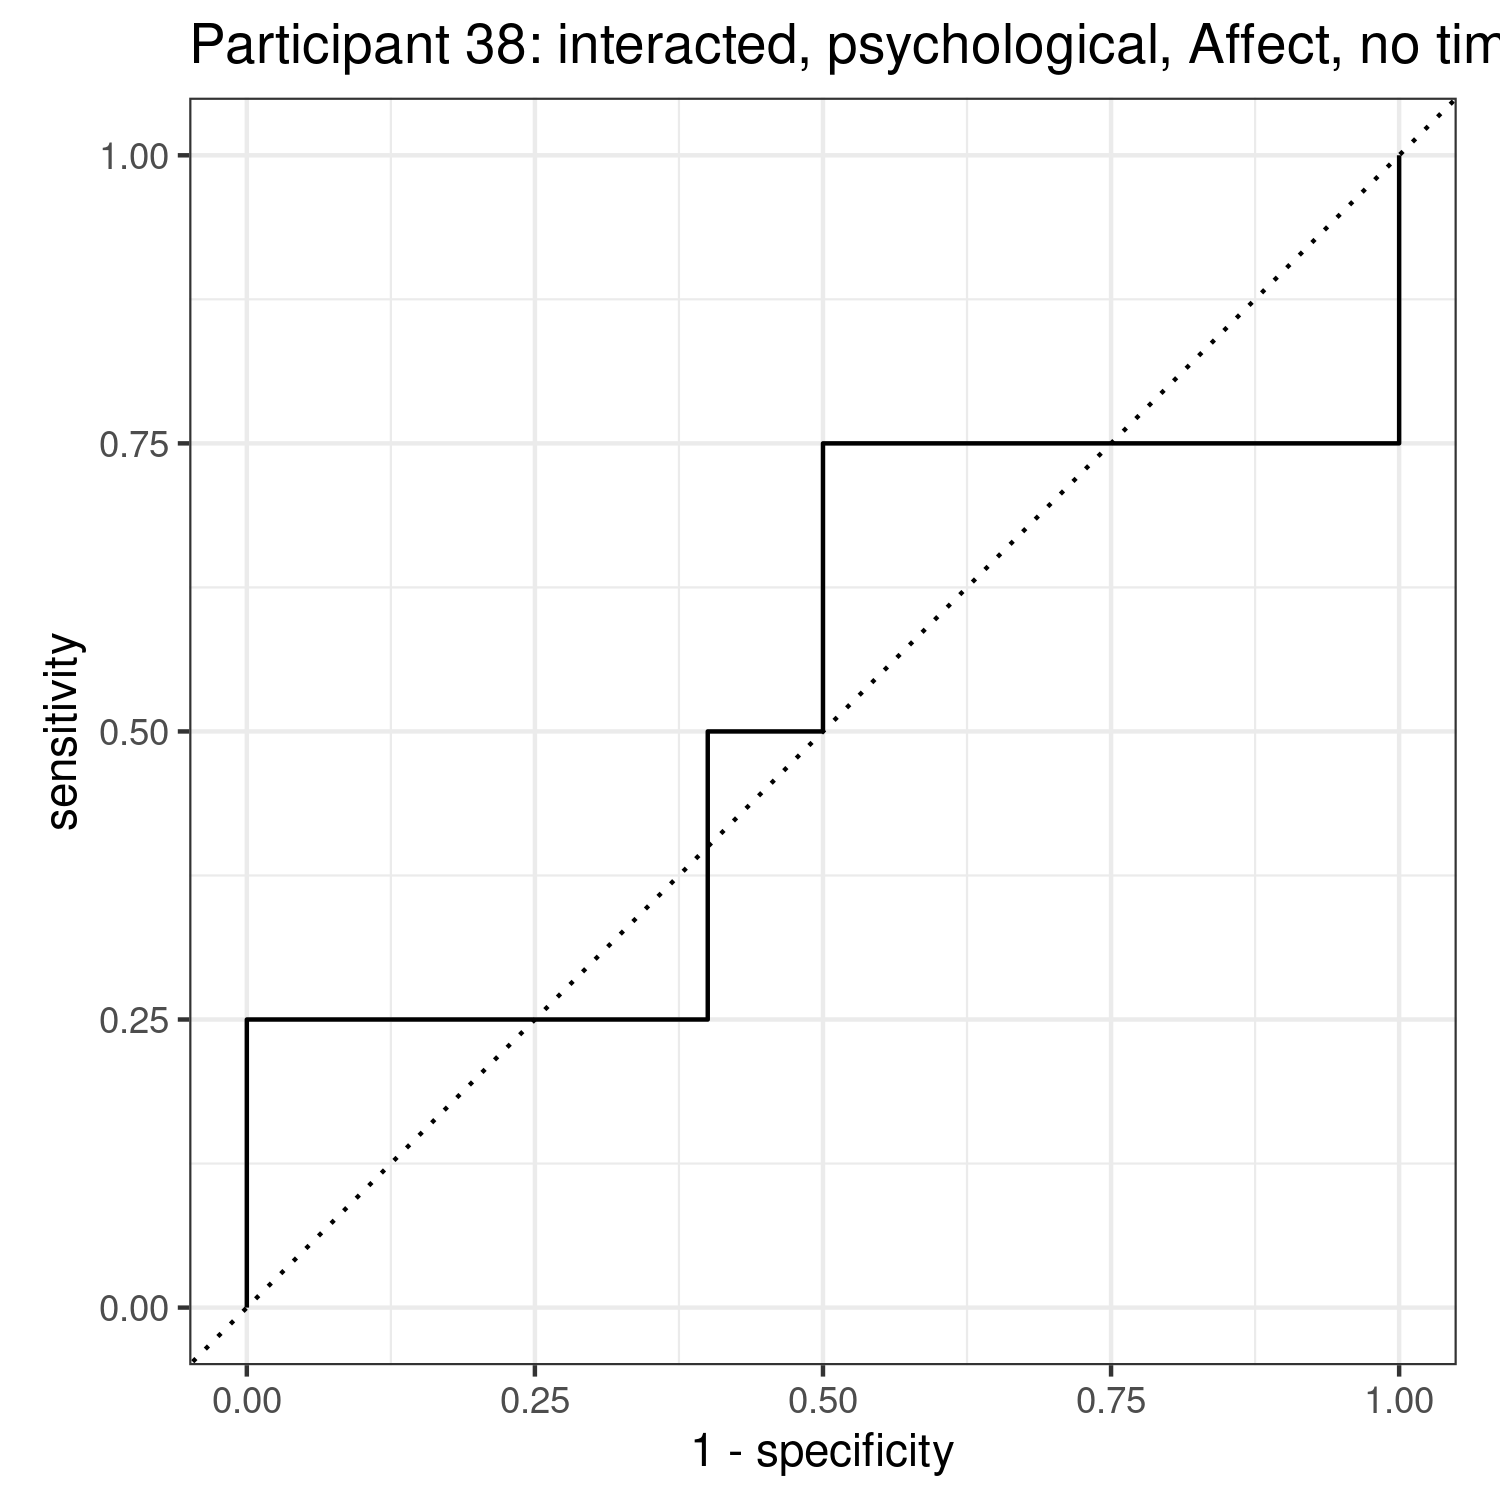 Participant 38: interacted, psychological, Affect, no
1.00
0.75
0.50
0.25
0.00
sensitivity
0.00 0.25 0.50 0.75 1.00
1 - specificity